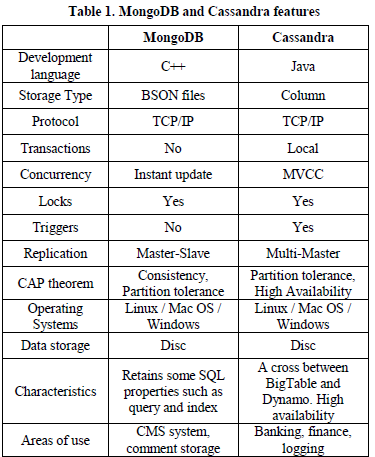 Table 1. MongoDB and Cassandra features
MongoDB Cassandra
Development language C++ Java
Storage Type BSON files Column
Protocol TCP/IP TCP/IP
Transactions No Local
Concurrency Instant update MVCC
Locks Yes Yes
Triggers No Yes
Replication Master-Slave Multi-Master
CAP theorem Consistency, Partition tolerance Partition tolerance, High Availability
Operating Systems Linux / Mac OS / Windows Linux / Mac OS / Windows
Data storage Disc Disc
Characteristics Retains some SQL properties such as query and index A cross between BigTable and Dynamo. High availability
Areas of use CMS system, comment storage Banking, finance, logging